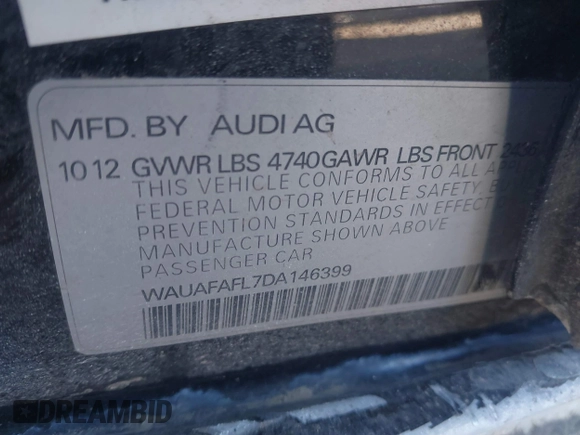 MFD. BY AUDI AG
10 12 GVWR LBS 4740 GAWR LBS FRONT
THIS VEHICLE CONFORMS TO ALL
FEDERAL MOTOR VEHICLE SAFETY,
PREVENTION STANDARDS IN EFFECT
MANUFACTURE SHOWN ABOVE
PASSENGER CAR
WAUAFAFL7DA146399
DREAMBID